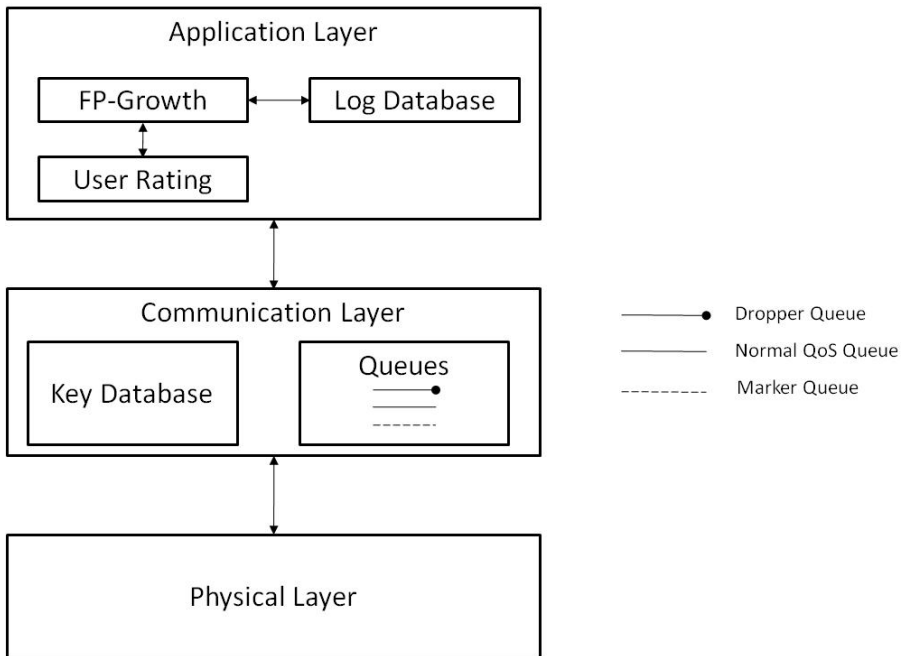 Application Layer
FP-Growth
Log Database
User Rating
Communication Layer
Key Database
Queues
Physical Layer
Dropper Queue
Normal QoS Queue
Marker Queue